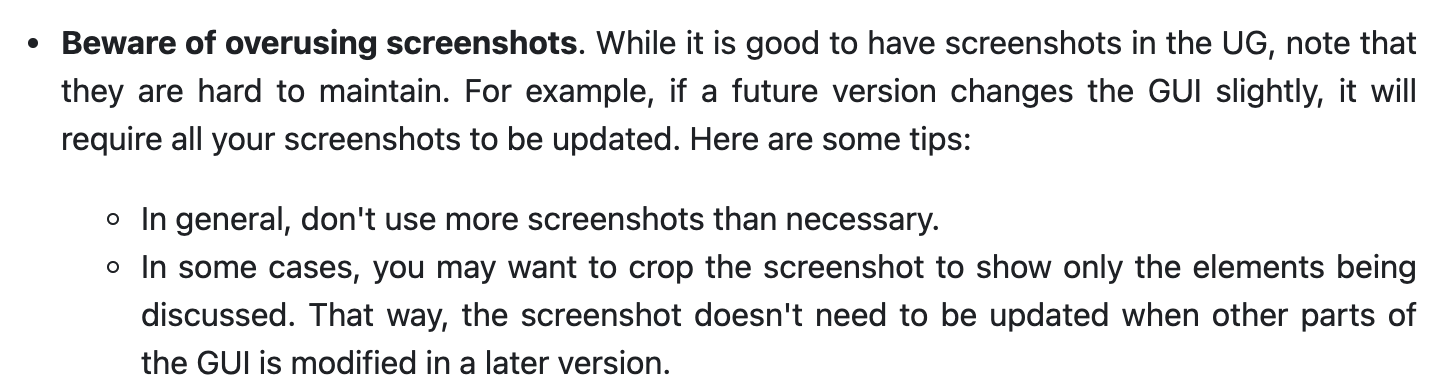 • Beware of overusing screenshots. While it is good to have screenshots in the UG, note that
they are hard to maintain. For example, if a future version changes the GUI slightly, it will
require all your screenshots to be updated. Here are some tips:
◦ In general, don't use more screenshots than necessary.
◦ In some cases, you may want to crop the screenshot to show only the elements being
discussed. That way, the screenshot doesn't need to be updated when other parts of
the GUI is modified in a later version.